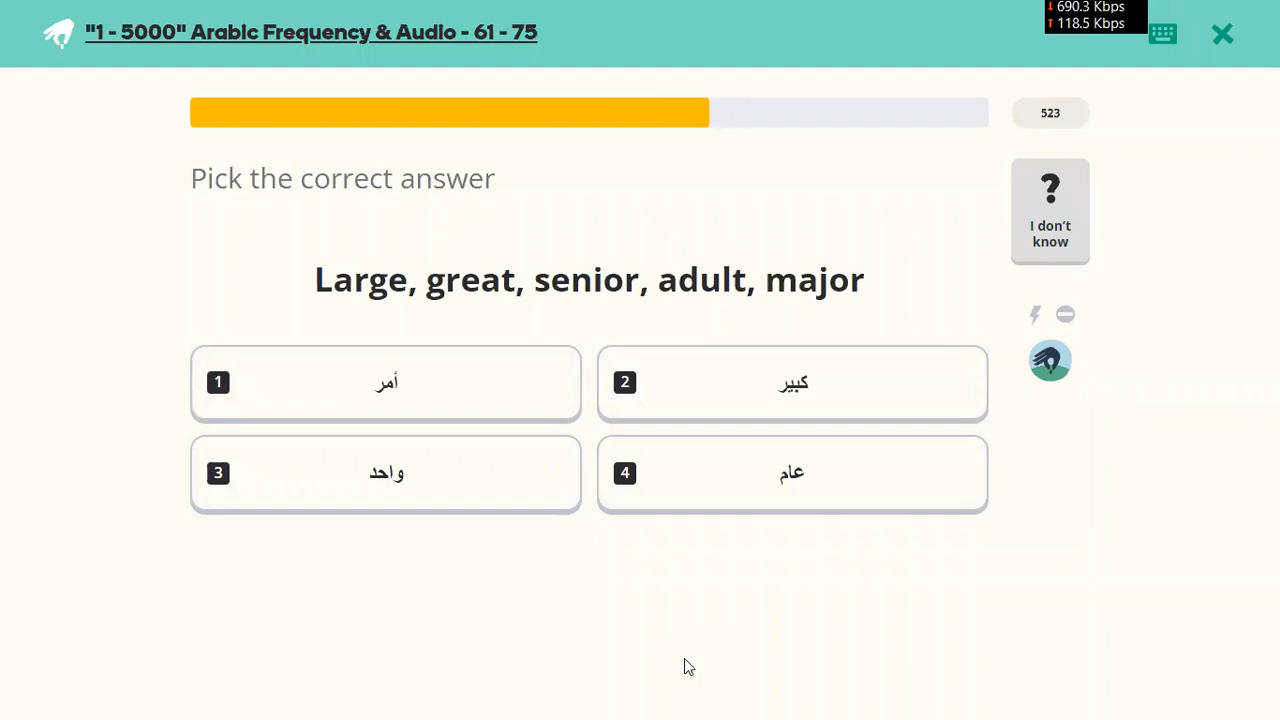 ↓ 690.3 Kbps
↑ 118.5 Kbps
"1 - 5000" Arabic Frequency & Audio - 61 - 75
523
Pick the correct answer
?
I don't
know
Large, great, senior, adult, major
1 أمر
2 كبير
3 واحد
4 عام